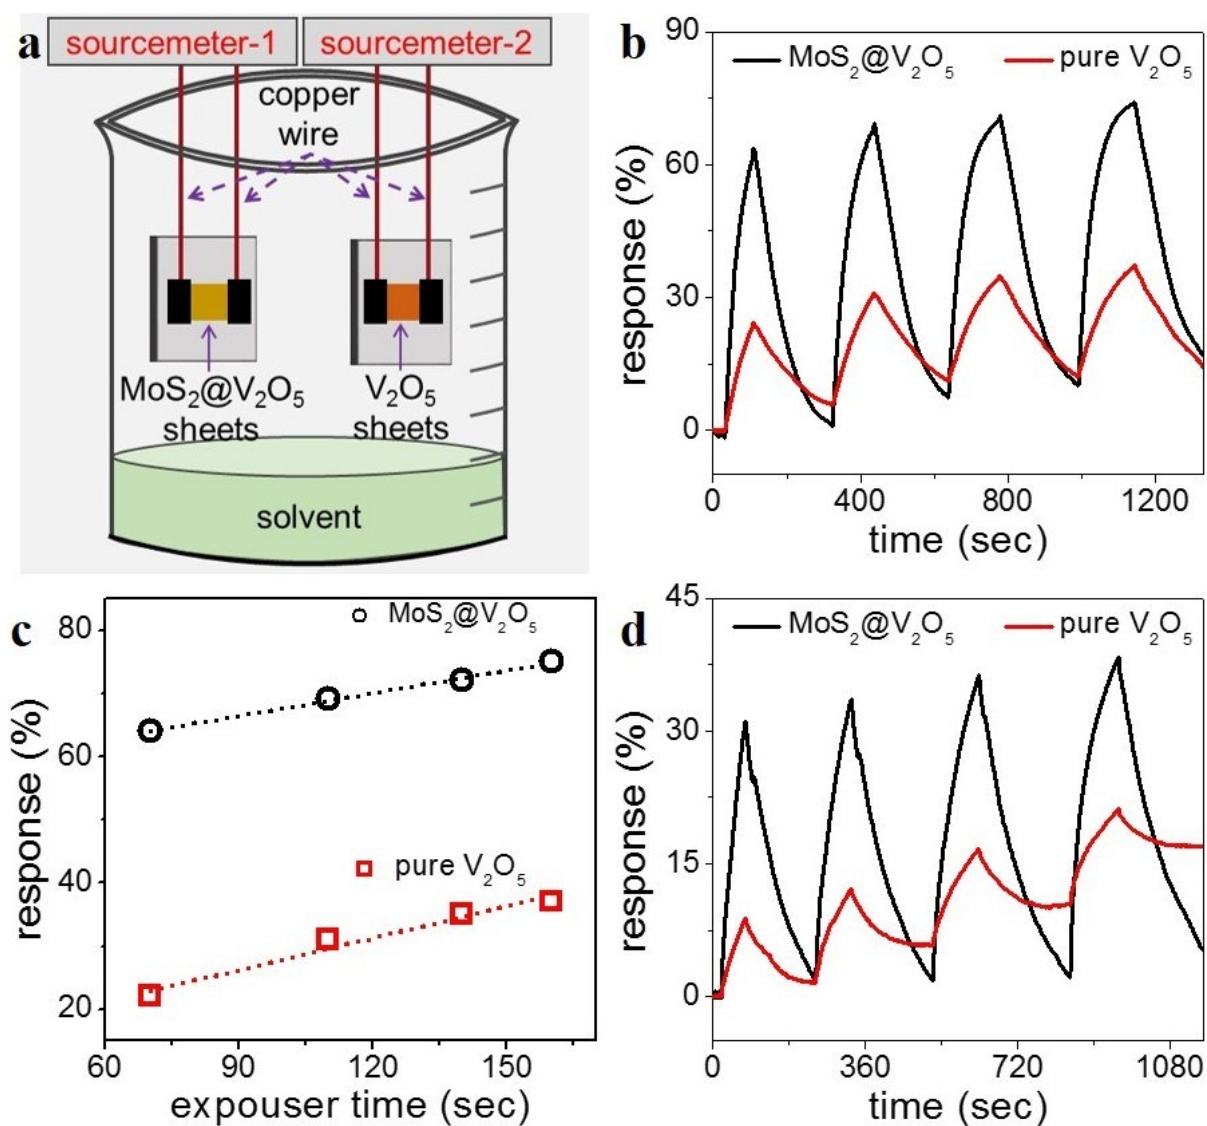 a
sourcemeter-1
sourcemeter-2
copper
wire
MoS₂@V₂O₅
sheets
V₂O₅
sheets
solvent
b
MoS₂@V₂O₅
pure V₂O₅
90
60
30
0
response (%)
0
400
800
1200
time (sec)
c
MoS₂@V₂O₅
pure V₂O₅
80
60
40
20
response (%)
60
90
120
150
expouser time (sec)
d
MoS₂@V₂O₅
pure V₂O₅
45
30
15
0
response (%)
0
360
720
1080
time (sec)